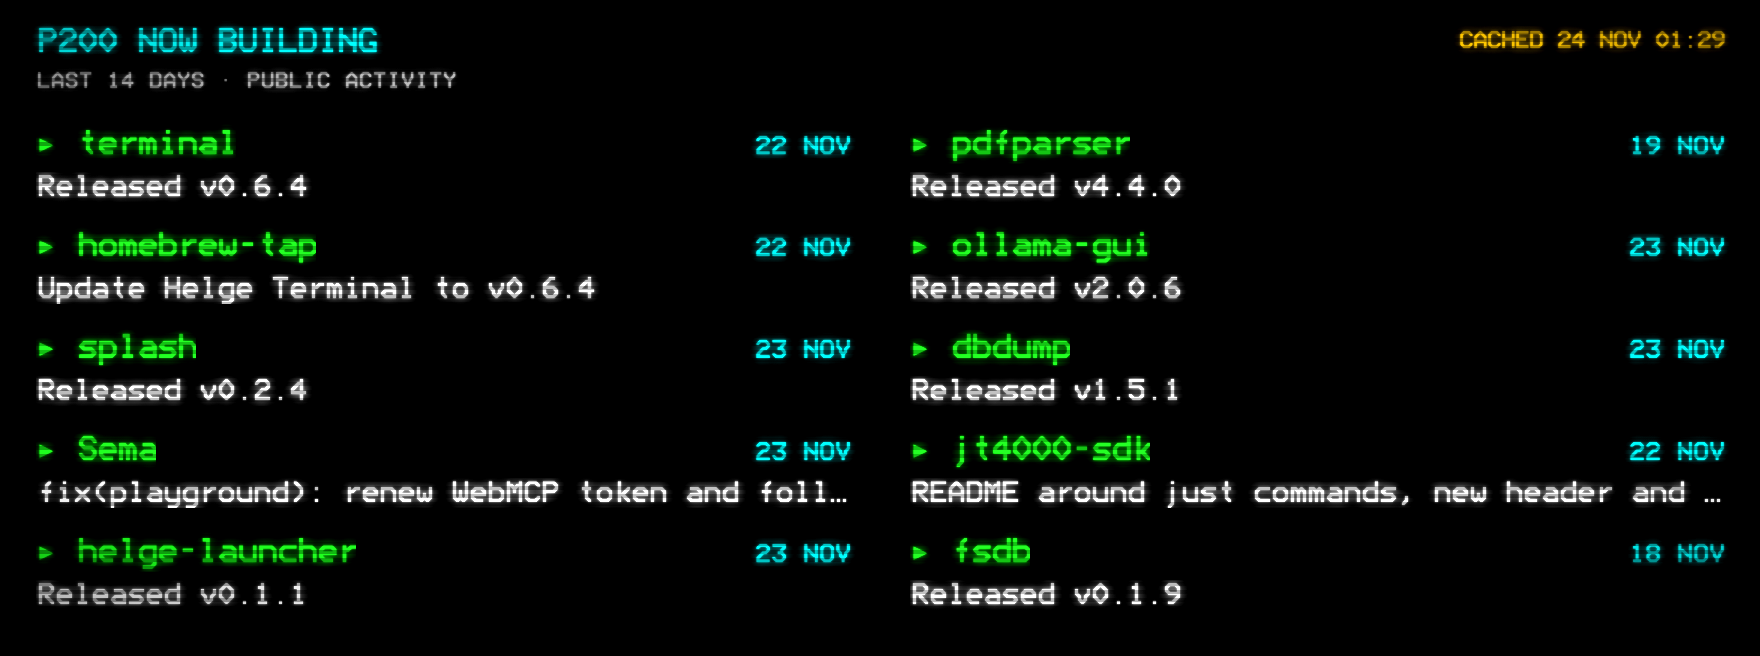 P200 NOW BUILDING
CACHED 24 NOV 01:29
LAST 14 DAYS · PUBLIC ACTIVITY
► terminal 22 NOV
Released v0.6.4
► homebrew-tap 22 NOV
Update Helge Terminal to v0.6.4
► splash 23 NOV
Released v0.2.4
► Sema 23 NOV
fix(playground): renew WebMCP token and foll…
► helge-launcher 23 NOV
Released v0.1.1
► pdfparser 19 NOV
Released v4.4.0
► ollama-gui 23 NOV
Released v2.0.6
► dbdump 23 NOV
Released v1.5.1
► jt4000-sdk 22 NOV
README around just commands, new header and …
► fsdb 18 NOV
Released v0.1.9